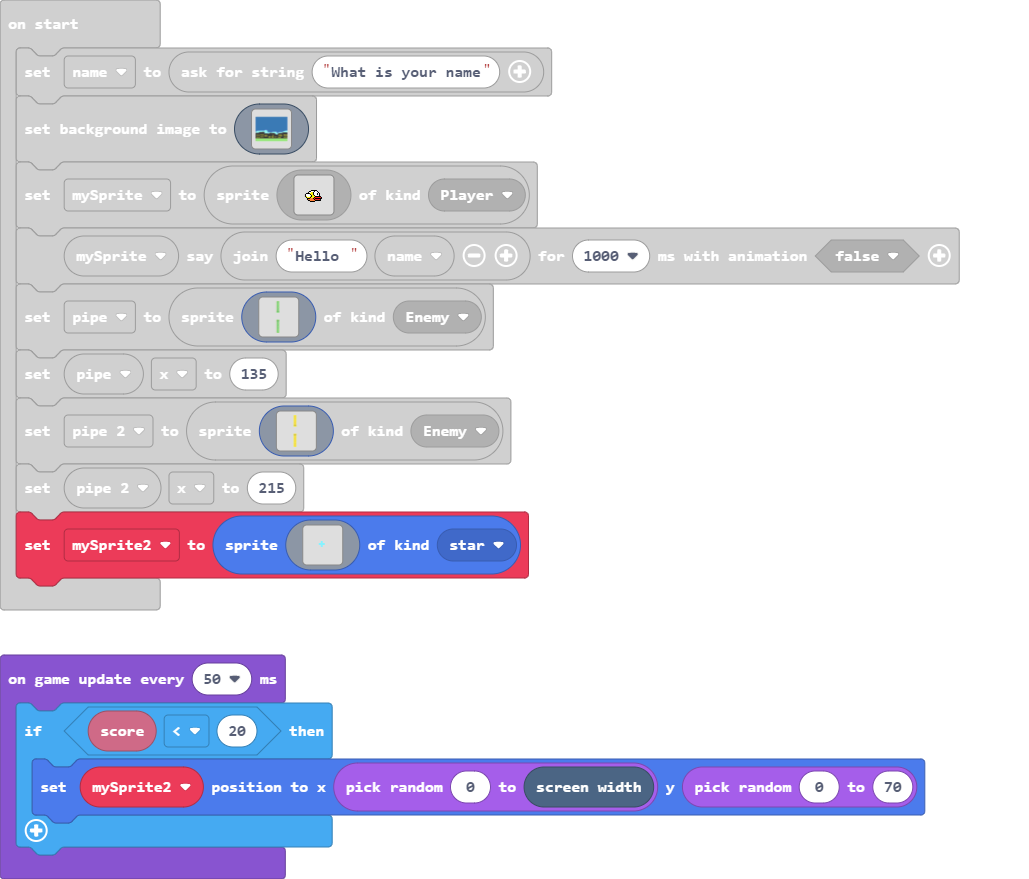 on start
set name to ask for string "What is your name"
set background image to
set mySprite to sprite of kind Player
mySprite say join "Hello " name for 1000 ms with animation false
set pipe to sprite of kind Enemy
set pipe x to 135
set pipe 2 to sprite of kind Enemy
set pipe 2 x to 215
set mySprite2 to sprite of kind star
on game update every 50 ms
if score < 20 then
set mySprite2 position to x pick random 0 to screen width y pick random 0 to 70